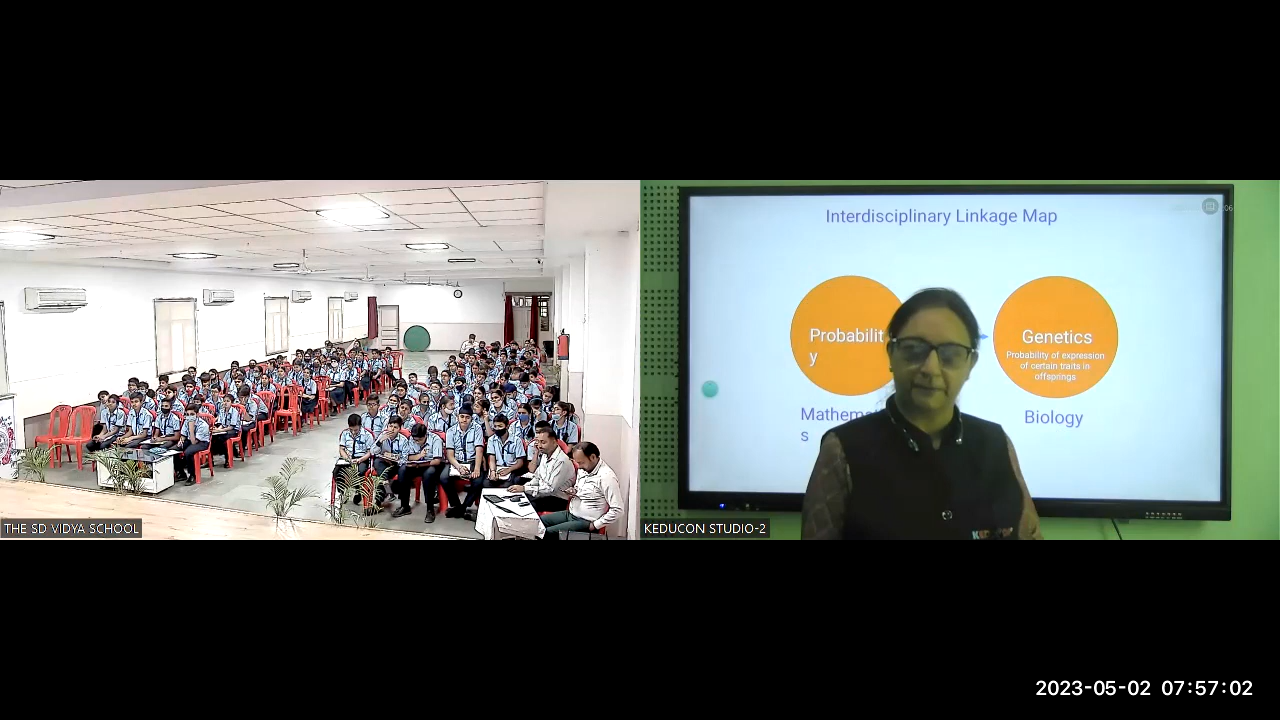 THE SD VIDYA SCHOOL
Interdisciplinary Linkage Map
Probabilit
y
Genetics
Probability of expression
of certain traits in
offsprings
Mathemat
s
Biology
KEDUCON STUDIO-2
2023-05-02 07:57:02